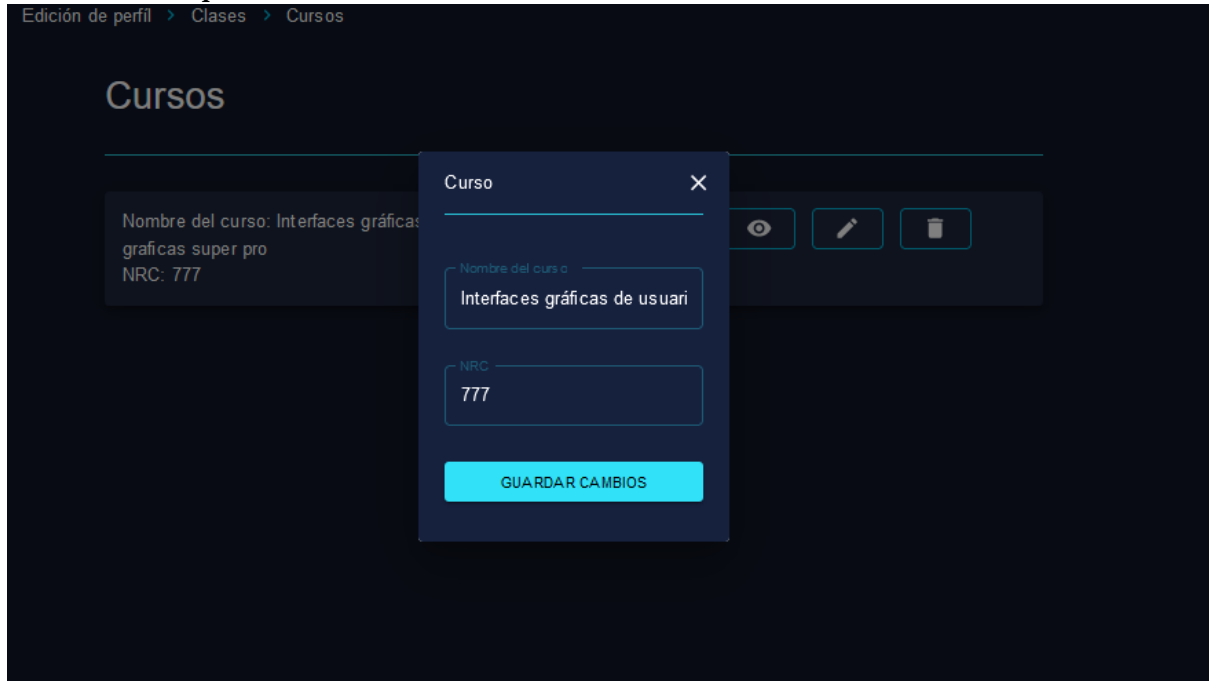 Edición de perfíl > Clases > Cursos
Cursos
Curso
Nombre del curso: Interfaces gráficas
graficas super pro
NRC: 777
Nombre del curso
Interfaces gráficas de usuari
NRC
777
GUARDAR CAMBIOS